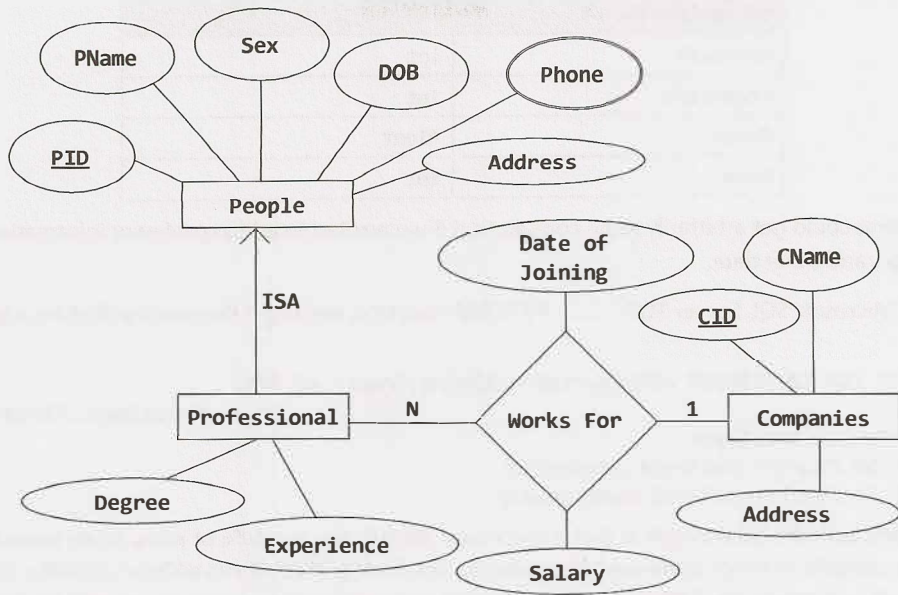 PName
Sex
DOB
Phone
PID
Address
People
Date of
Joining
CName
ISA
CID
Professional
N
Works For
1
Companies
Degree
Experience
Address
Salary